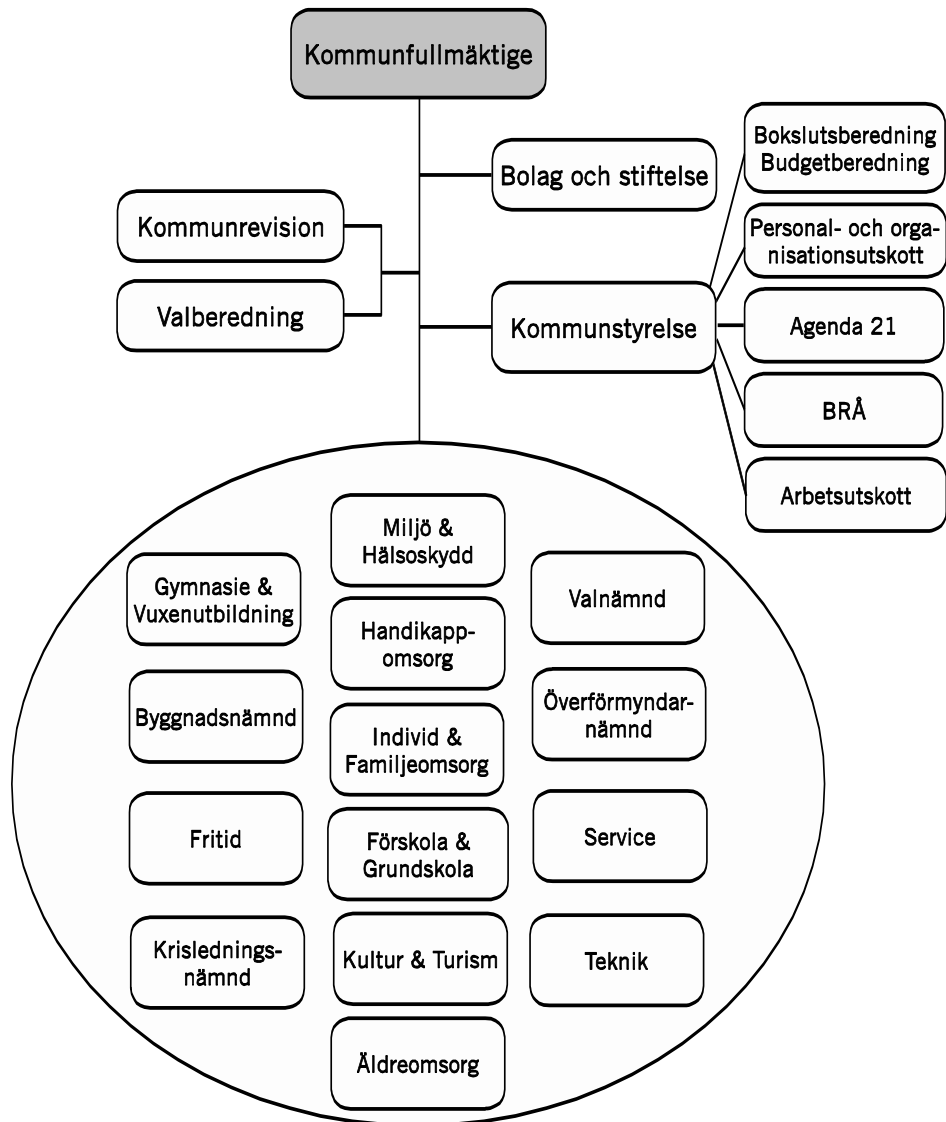 Kommunfullmäktige
Bolag och stiftelse
Kommunrevision
Valberedning
Kommunstyrelse
Bokslutsberedning
Budgetberedning
Personal- och orga-
nisationsutskott
Agenda 21
BRÅ
Arbetsutskott
Gymnasie &
Vuxenutbildning
Byggnadsnämnd
Fritid
Krislednings-
nämnd
Miljö &
Hälsoskydd
Handikapp-
omsorg
Individ &
Familjeomsorg
Förskola &
Grundskola
Kultur & Turism
Äldreomsorg
Valnämnd
Överförmyndar-
nämnd
Service
Teknik